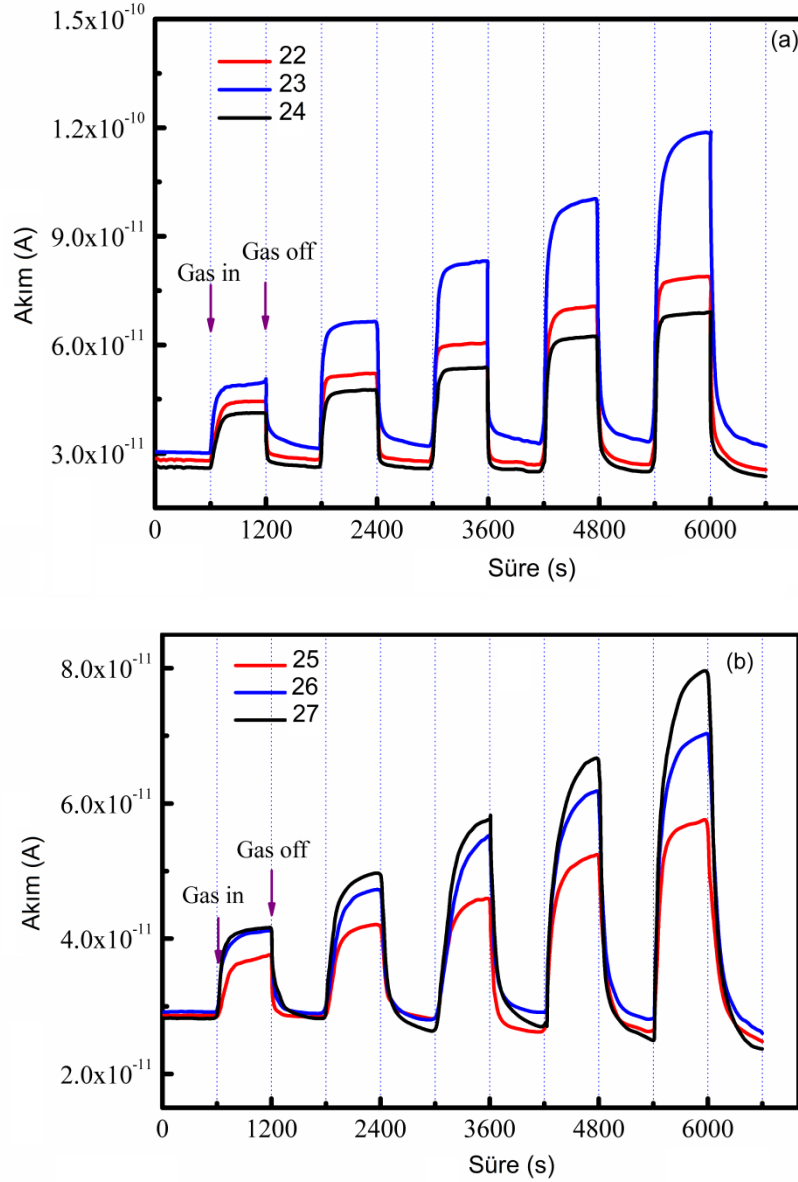 (a)
1.5x10-10
1.2x10-10
9.0x10-11
6.0x10-11
3.0x10-11
Akım (A)
22
23
24
Gas in
Gas off
0 1200 2400 3600 4800 6000
Süre (s)
(b)
8.0x10-11
6.0x10-11
4.0x10-11
2.0x10-11
Akım (A)
25
26
27
Gas in
Gas off
0 1200 2400 3600 4800 6000
Süre (s)